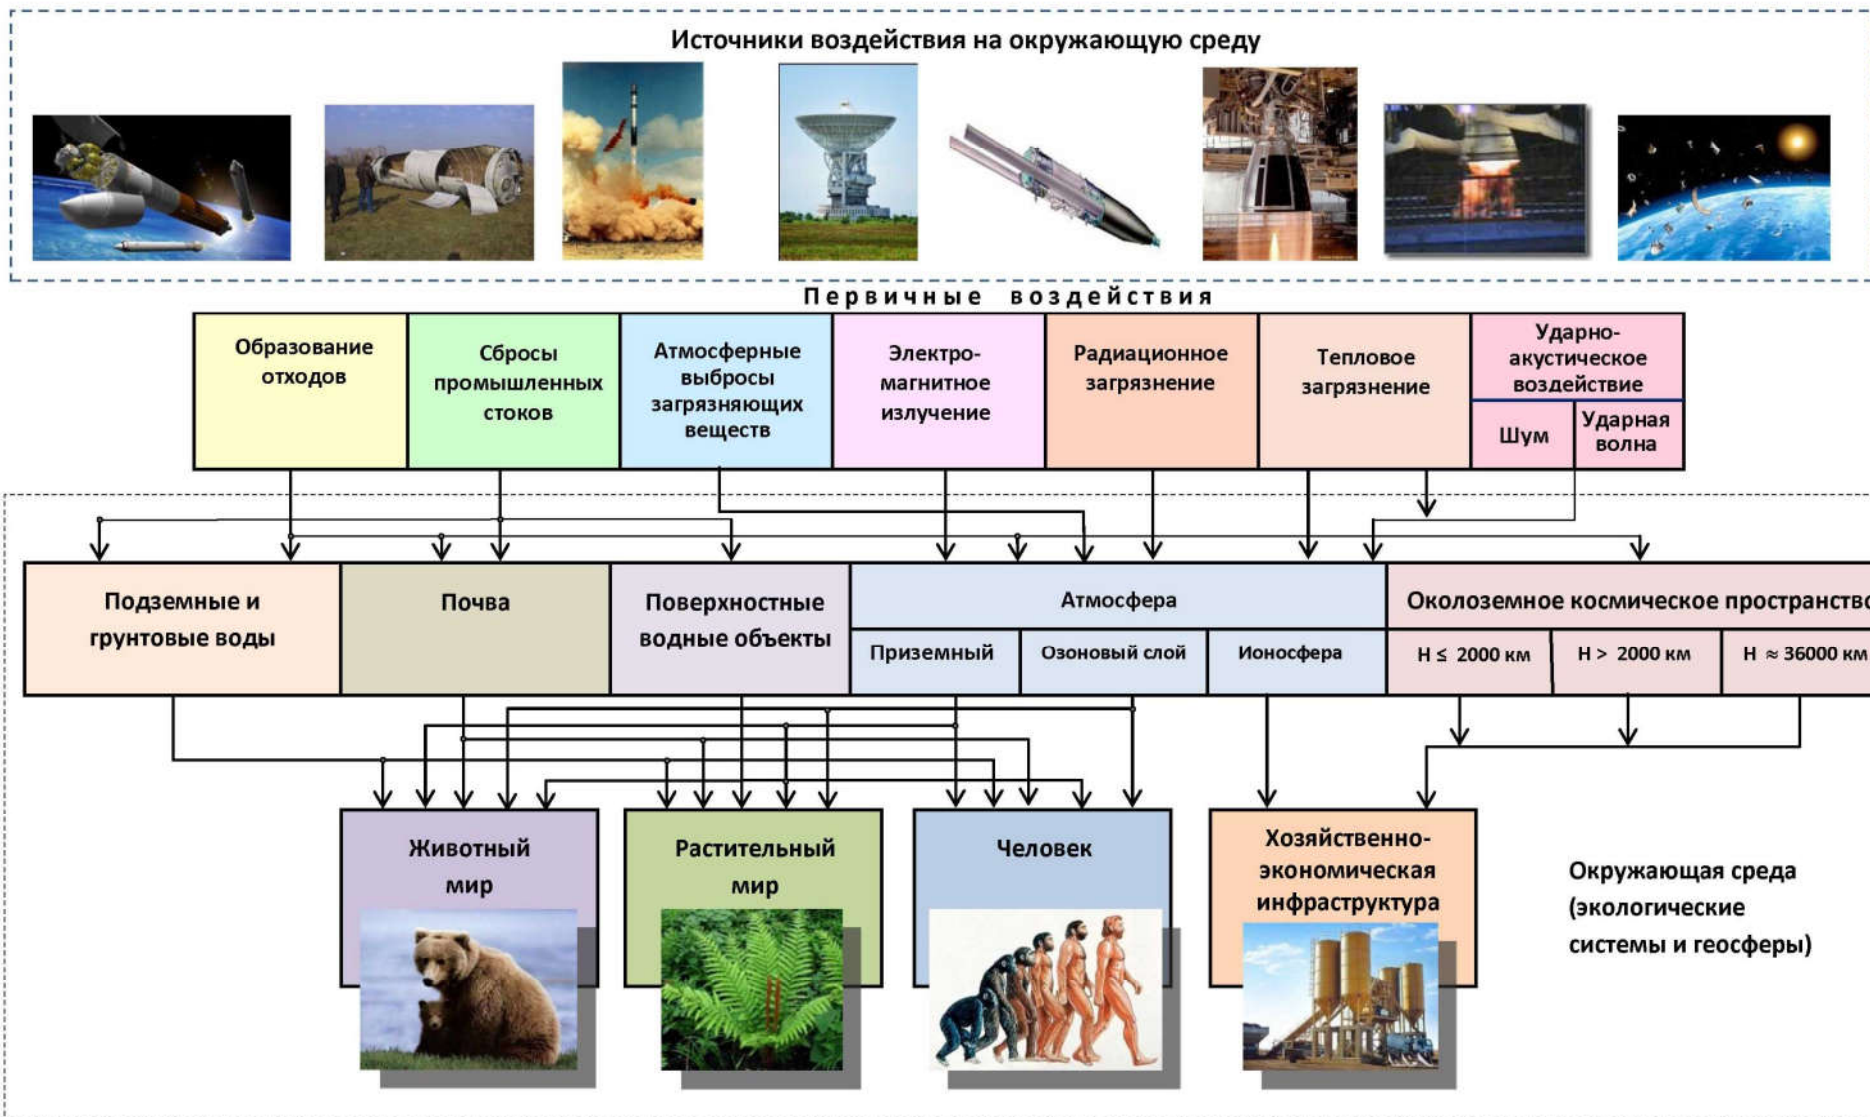 Источники воздействия на окружающую среду
Первичные воздействия
Образование
отходов
Сбросы
промышленных
стоков
Атмосферные
выбросы
загрязняющих
веществ
Электро-
магнитное
излучение
Радиационное
загрязнение
Тепловое
загрязнение
Ударно-
акустическое
воздействие
Шум
Ударная
волна
Подземные и
грунтовые воды
Почва
Поверхностные
водные объекты
Атмосфера
Приземный
Озоновый слой
Ионосфера
Околоземное космическое пространство
H ≤ 2000 км
H > 2000 км
H ≈ 36000 км
Животный
мир
Растительный
мир
Человек
Хозяйственно-
экономическая
инфраструктура
Окружающая среда
(экологические
системы и геосферы)